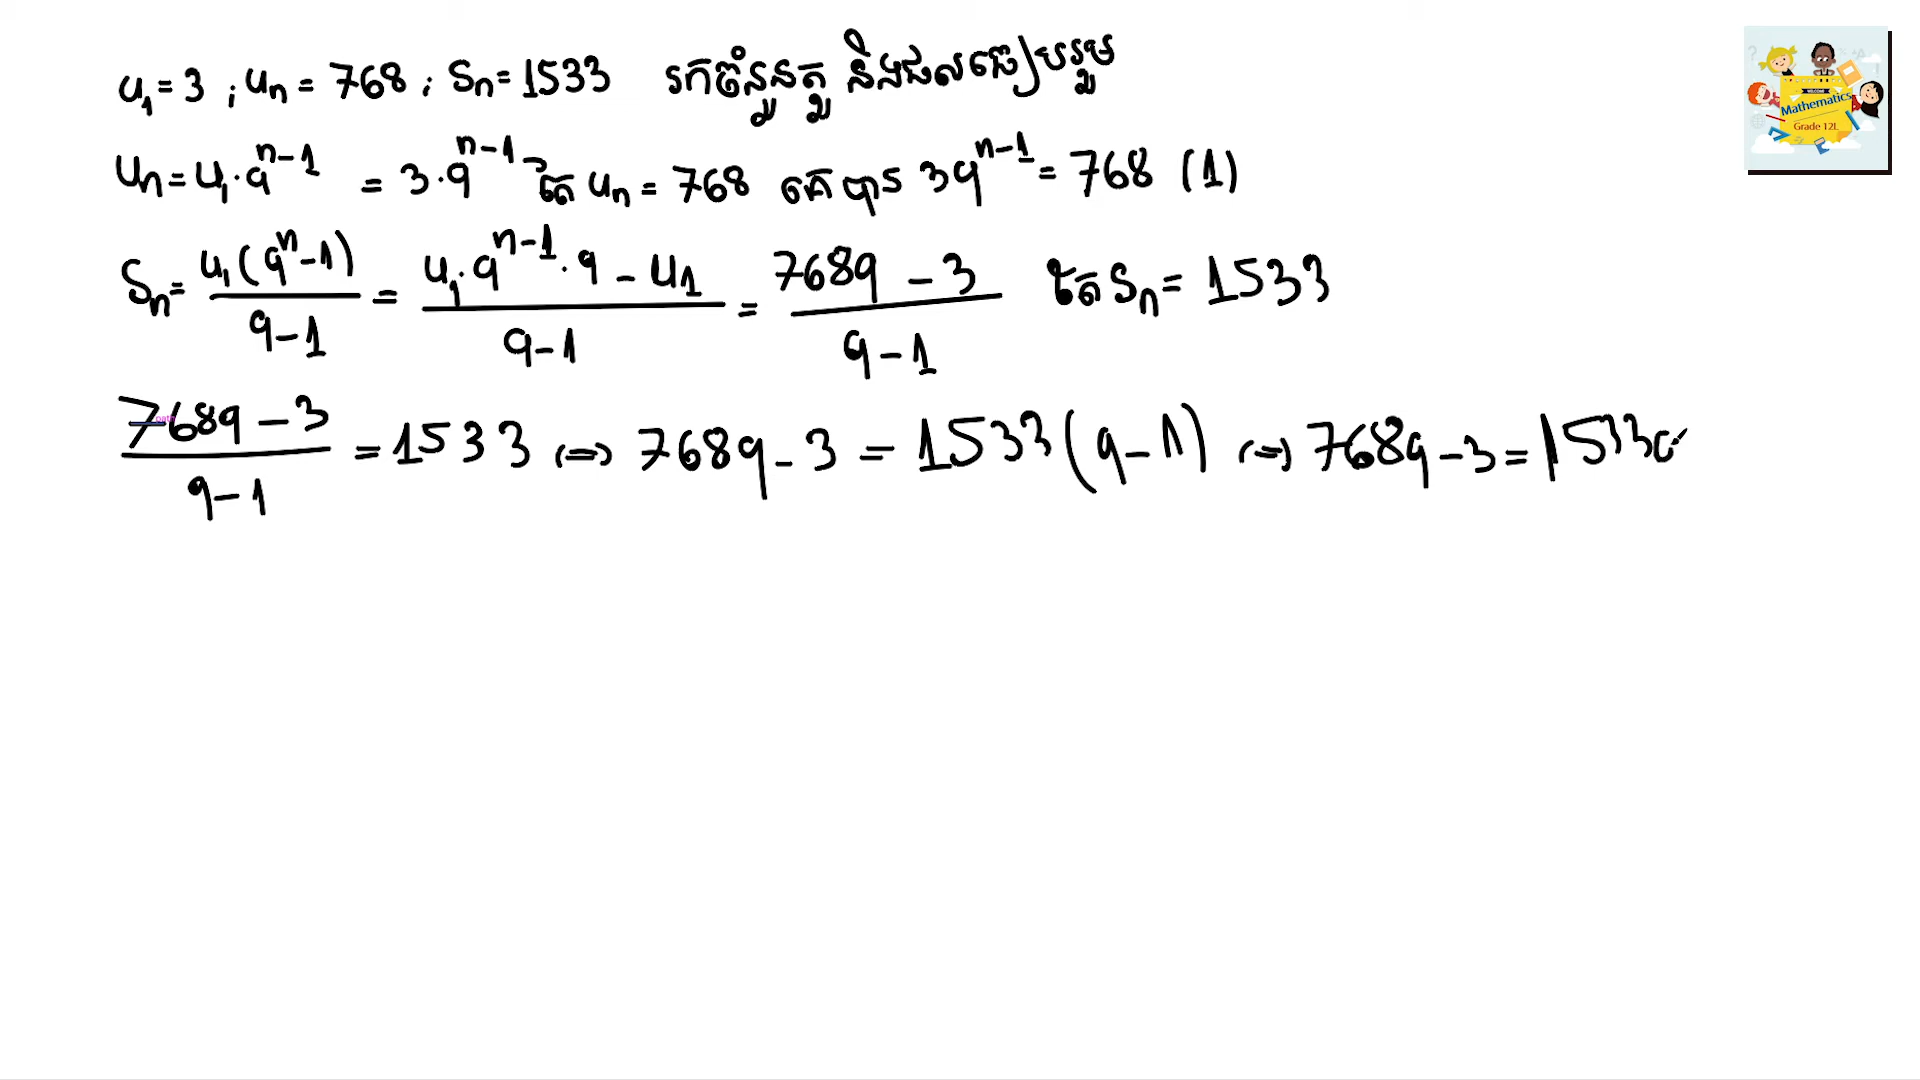 u₁ = 3 ; uₙ = 768 ; Sₙ = 1533 រកចំនួនតួ និងផលធៀបរួម
WELCOME
Mathematics
Grade 12L
uₙ = u₁·q^(n-1) = 3·q^(n-1) តែ uₙ = 768 គេបាន 3q^(n-1) = 768 (1)
Sₙ = u₁(qⁿ-1)/(q-1) = (u₁·q^(n-1)·q - u₁)/(q-1) = (768q - 3)/(q-1) តែ Sₙ = 1533
(768q - 3)/(q-1) = 1533 ⇔ 768q - 3 = 1533(q-1) ⇔ 768q - 3 = 1533